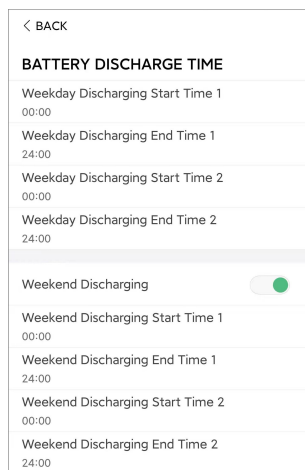 < BACK
BATTERY DISCHARGE TIME
Weekday Discharging Start Time 1
00:00
Weekday Discharging End Time 1
24:00
Weekday Discharging Start Time 2
00:00
Weekday Discharging End Time 2
24:00
Weekend Discharging
Weekend Discharging Start Time 1
00:00
Weekend Discharging End Time 1
24:00
Weekend Discharging Start Time 2
00:00
Weekend Discharging End Time 2
24:00